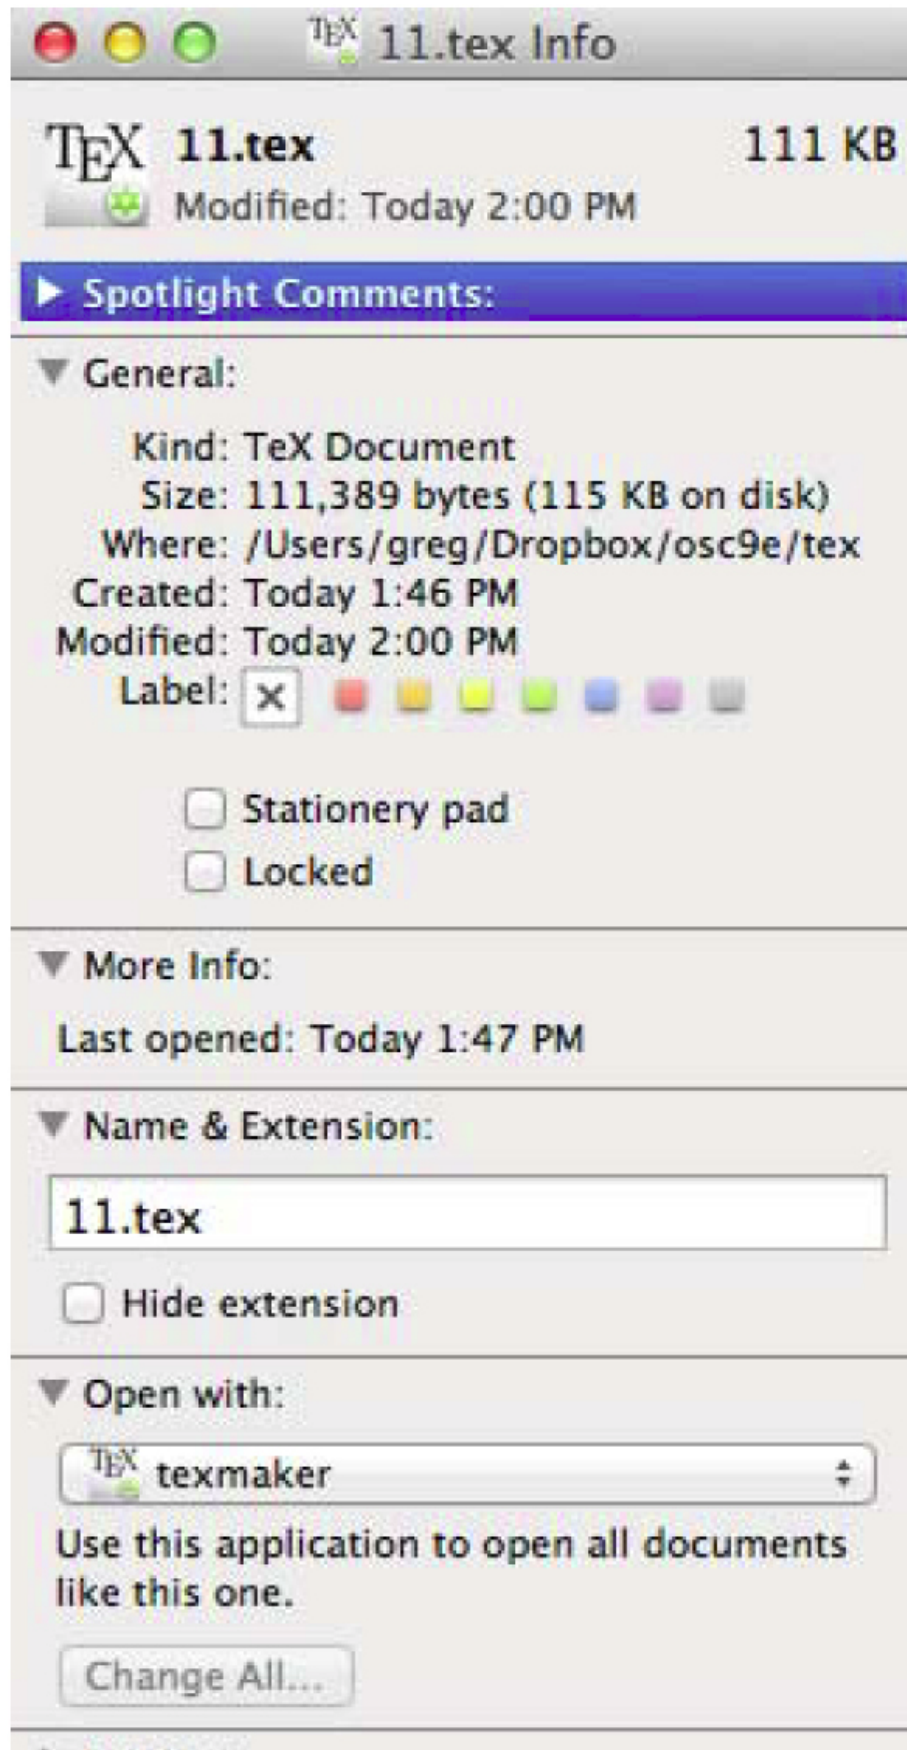 TEX 11.tex Info
TEX 11.tex 111 KB
Modified: Today 2:00 PM
Spotlight Comments:
General:
Kind: TeX Document
Size: 111,389 bytes (115 KB on disk)
Where: /Users/greg/Dropbox/osc9e/tex
Created: Today 1:46 PM
Modified: Today 2:00 PM
Label: ×
Stationery pad
Locked
More Info:
Last opened: Today 1:47 PM
Name & Extension:
11.tex
Hide extension
Open with:
TEX texmaker
Use this application to open all documents
like this one.
Change All...